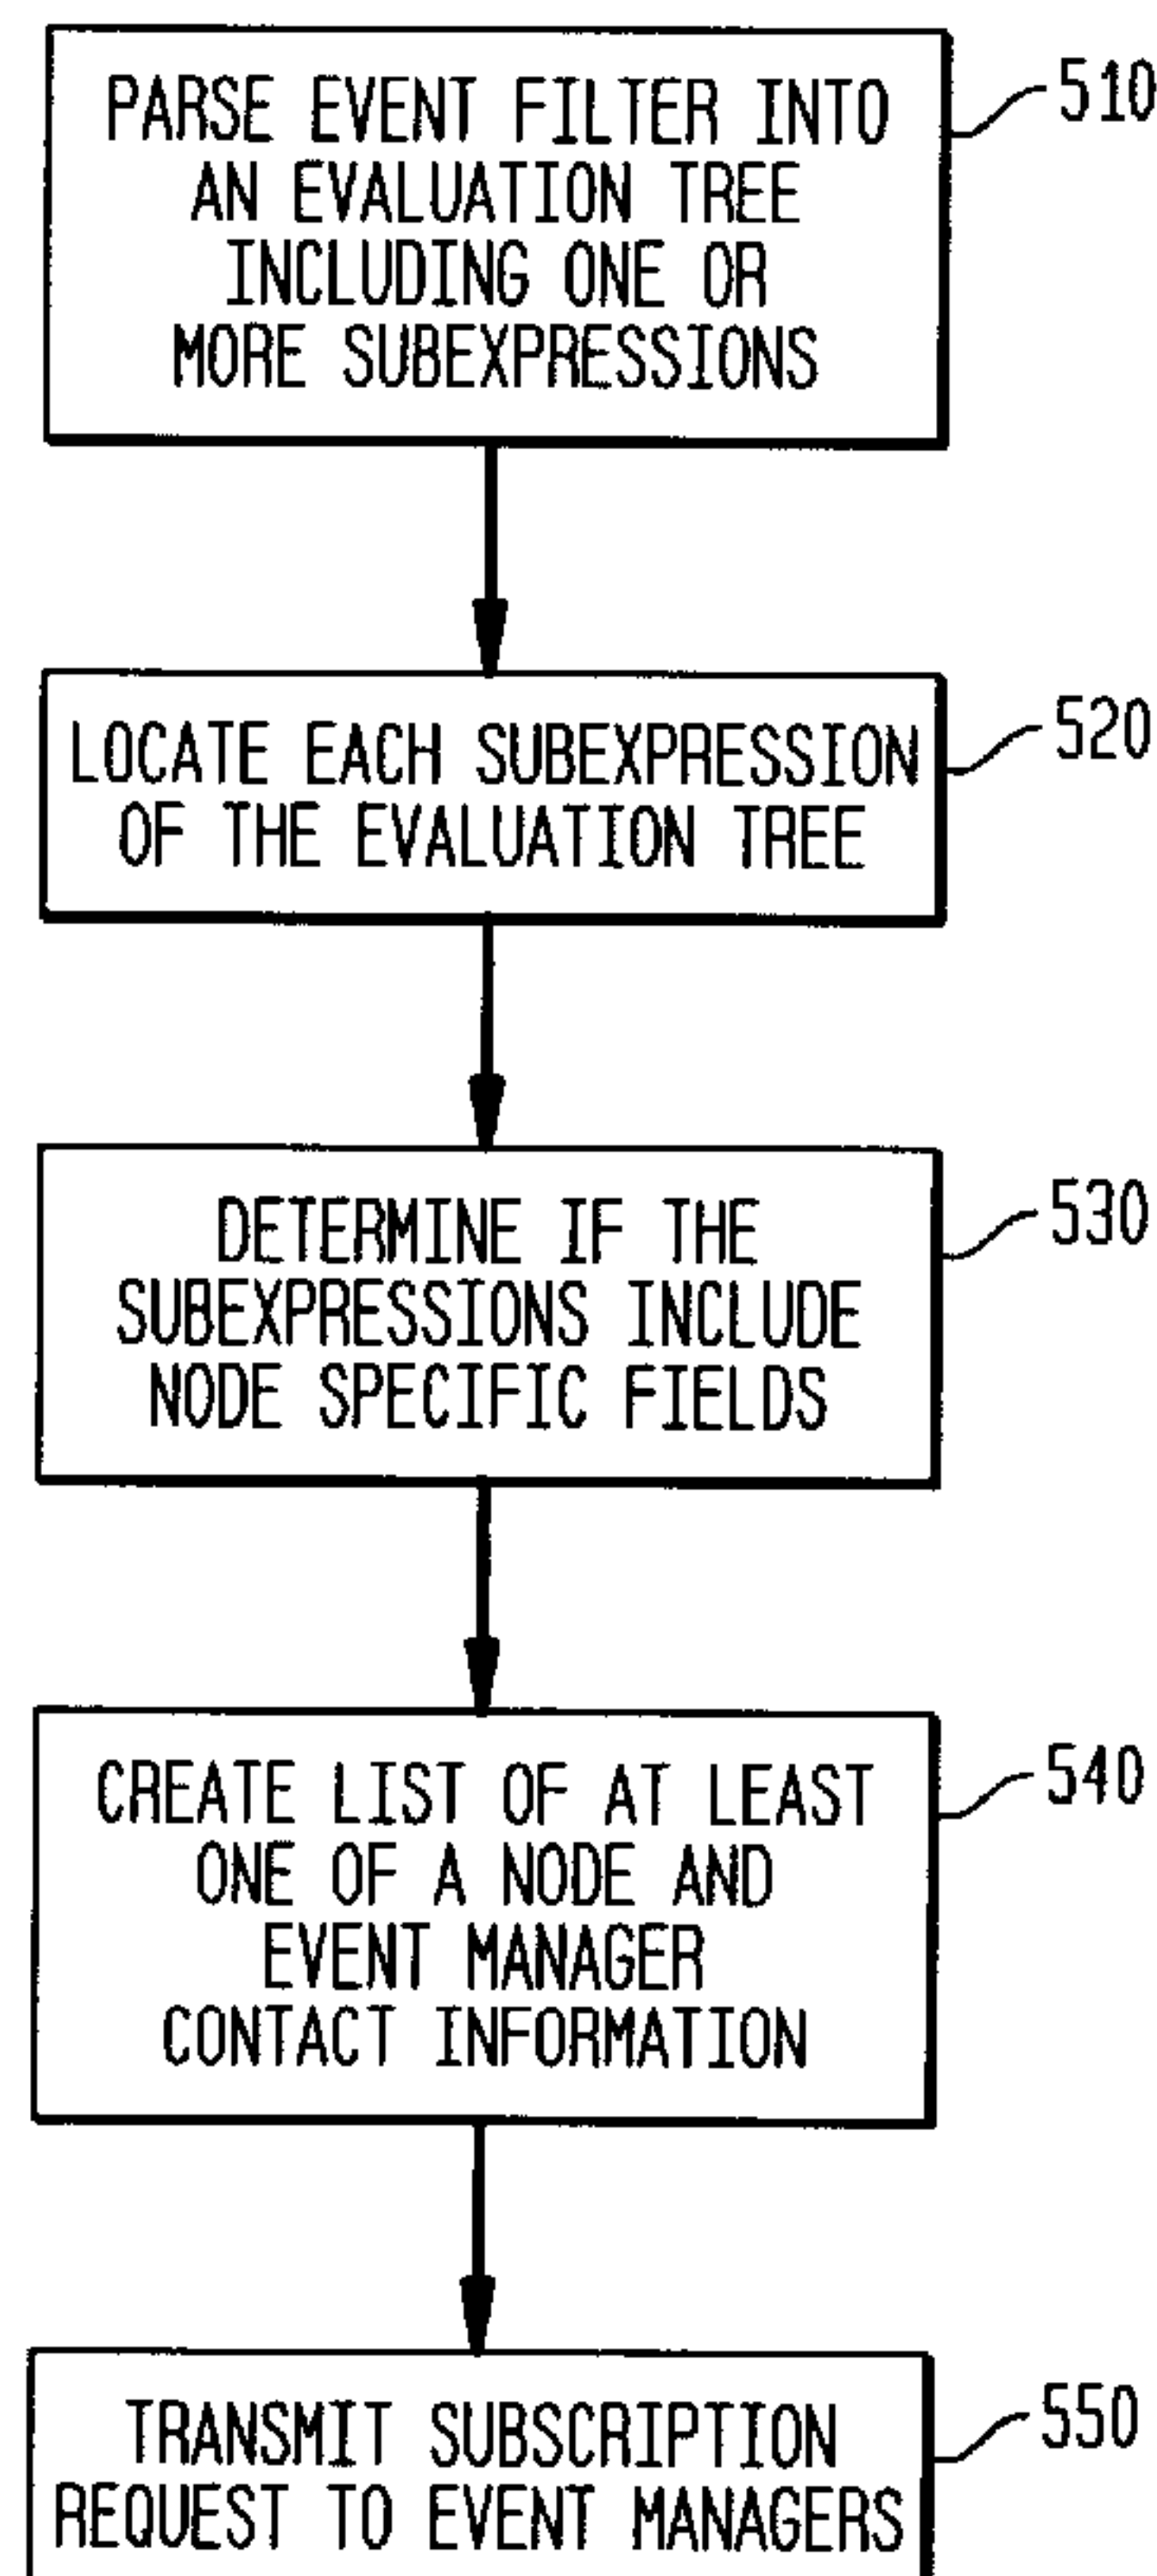 PARSE EVENT FILTER INTO
AN EVALUATION TREE
INCLUDING ONE OR
MORE SUBEXPRESSIONS
510
LOCATE EACH SUBEXPRESSION
OF THE EVALUATION TREE
520
DETERMINE IF THE
SUBEXPRESSIONS INCLUDE
NODE SPECIFIC FIELDS
530
CREATE LIST OF AT LEAST
ONE OF A NODE AND
EVENT MANAGER
CONTACT INFORMATION
540
TRANSMIT SUBSCRIPTION
REQUEST TO EVENT MANAGERS
550